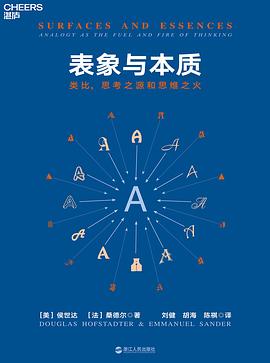 CHEERS
湛庐
SURFACES AND ESSENCES
ANALOGY AS THE FUEL AND FIRE OF THINKING
表象与本质
类比，思考之源和思维之火
A
[美] 侯世达 [法] 桑德尔◎著 刘健 胡海 陈祺◎译
DOUGLAS HOFSTADTER & EMMANUEL SANDER
浙江人民出版社